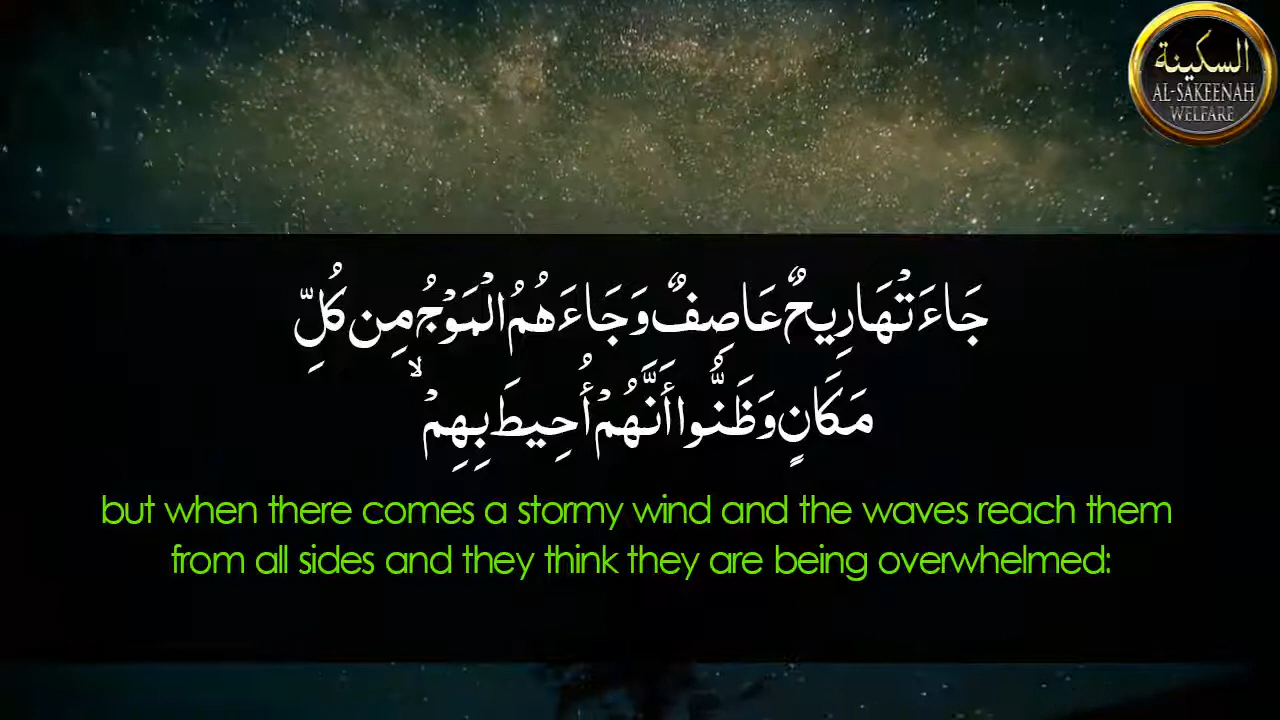 السكينة
AL-SAKEENAH
WELFARE
جَاءَتْهَا رِيحٌ عَاصِفٌ وَجَاءَهُمُ الْمَوْجُ مِن كُلِّ
مَكَانٍ وَظَنُّوا أَنَّهُمْ أُحِيطَ بِهِمْ ۙ
but when there comes a stormy wind and the waves reach them
from all sides and they think they are being overwhelmed: